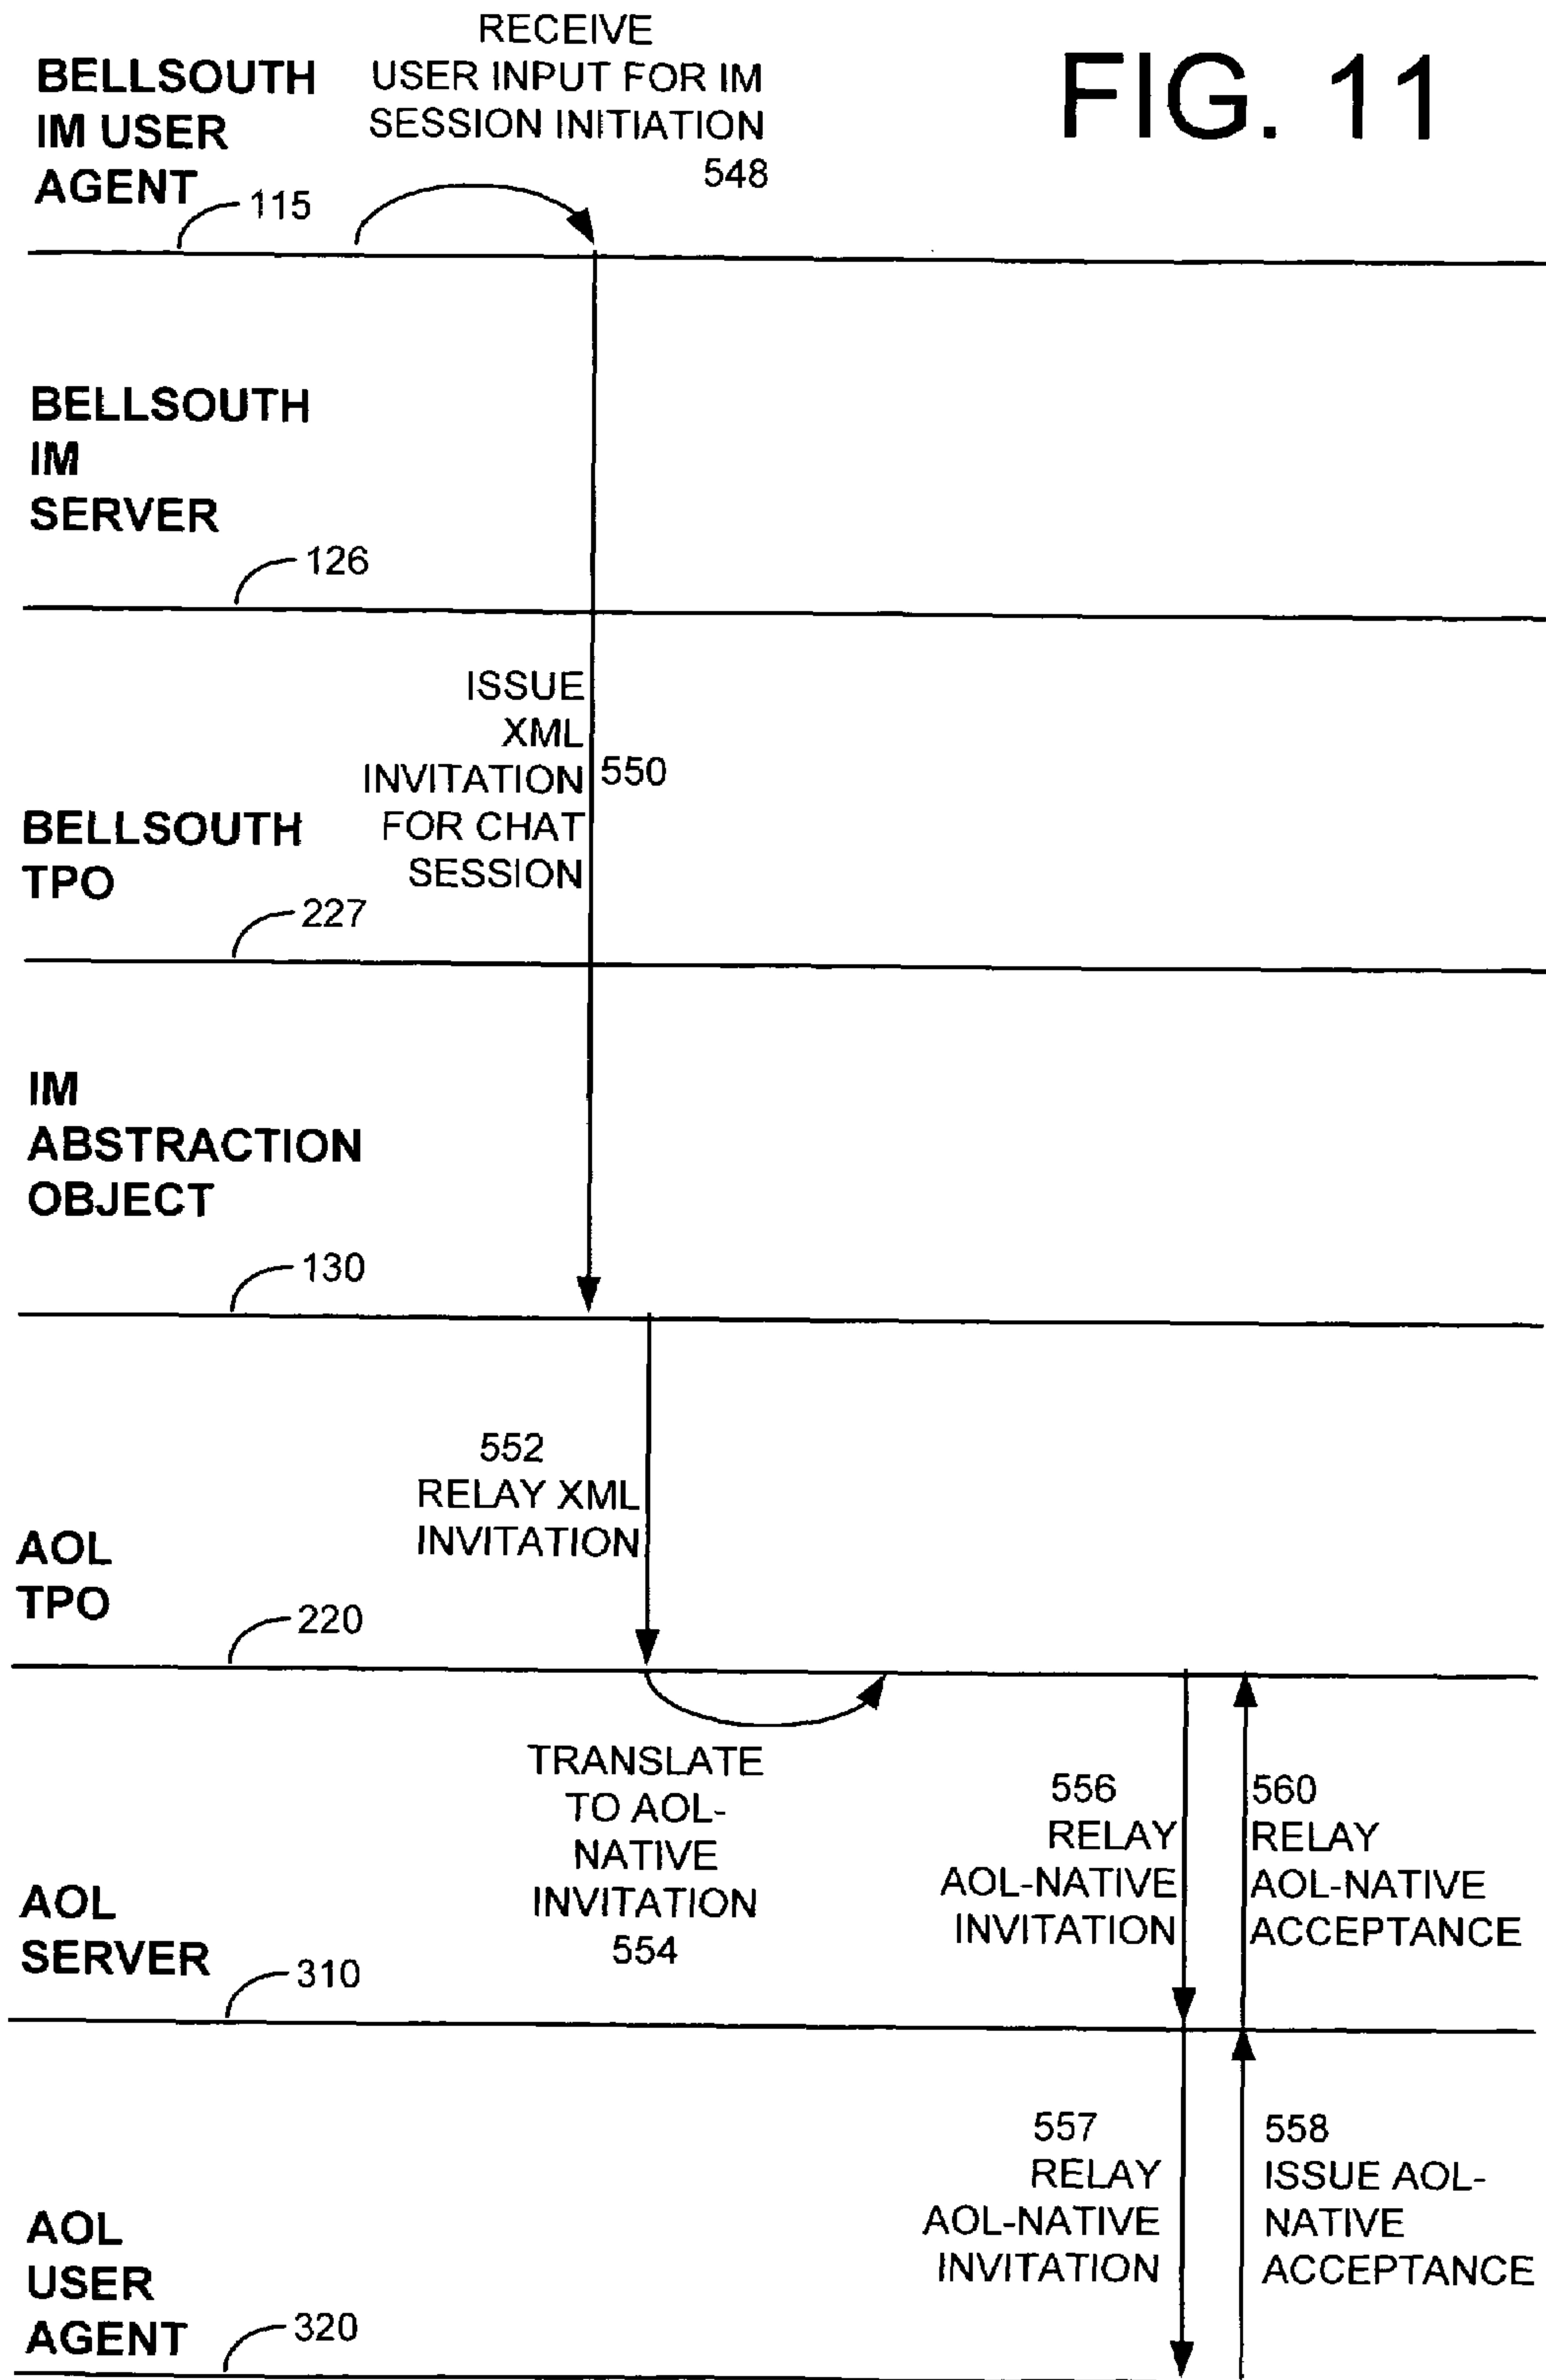 FIG. 11
RECEIVE
USER INPUT FOR IM
SESSION INITIATION
548
BELLSOUTH
IM USER
AGENT
115
BELLSOUTH
IM
SERVER
126
ISSUE
XML
INVITATION
FOR CHAT
SESSION
550
BELLSOUTH
TPO
227
IM
ABSTRACTION
OBJECT
130
552
RELAY XML
INVITATION
AOL
TPO
220
TRANSLATE
TO AOL-
NATIVE
INVITATION
554
556
RELAY
AOL-NATIVE
INVITATION
560
RELAY
AOL-NATIVE
ACCEPTANCE
AOL
SERVER
310
557
RELAY
AOL-NATIVE
INVITATION
558
ISSUE AOL-
NATIVE
ACCEPTANCE
AOL
USER
AGENT
320